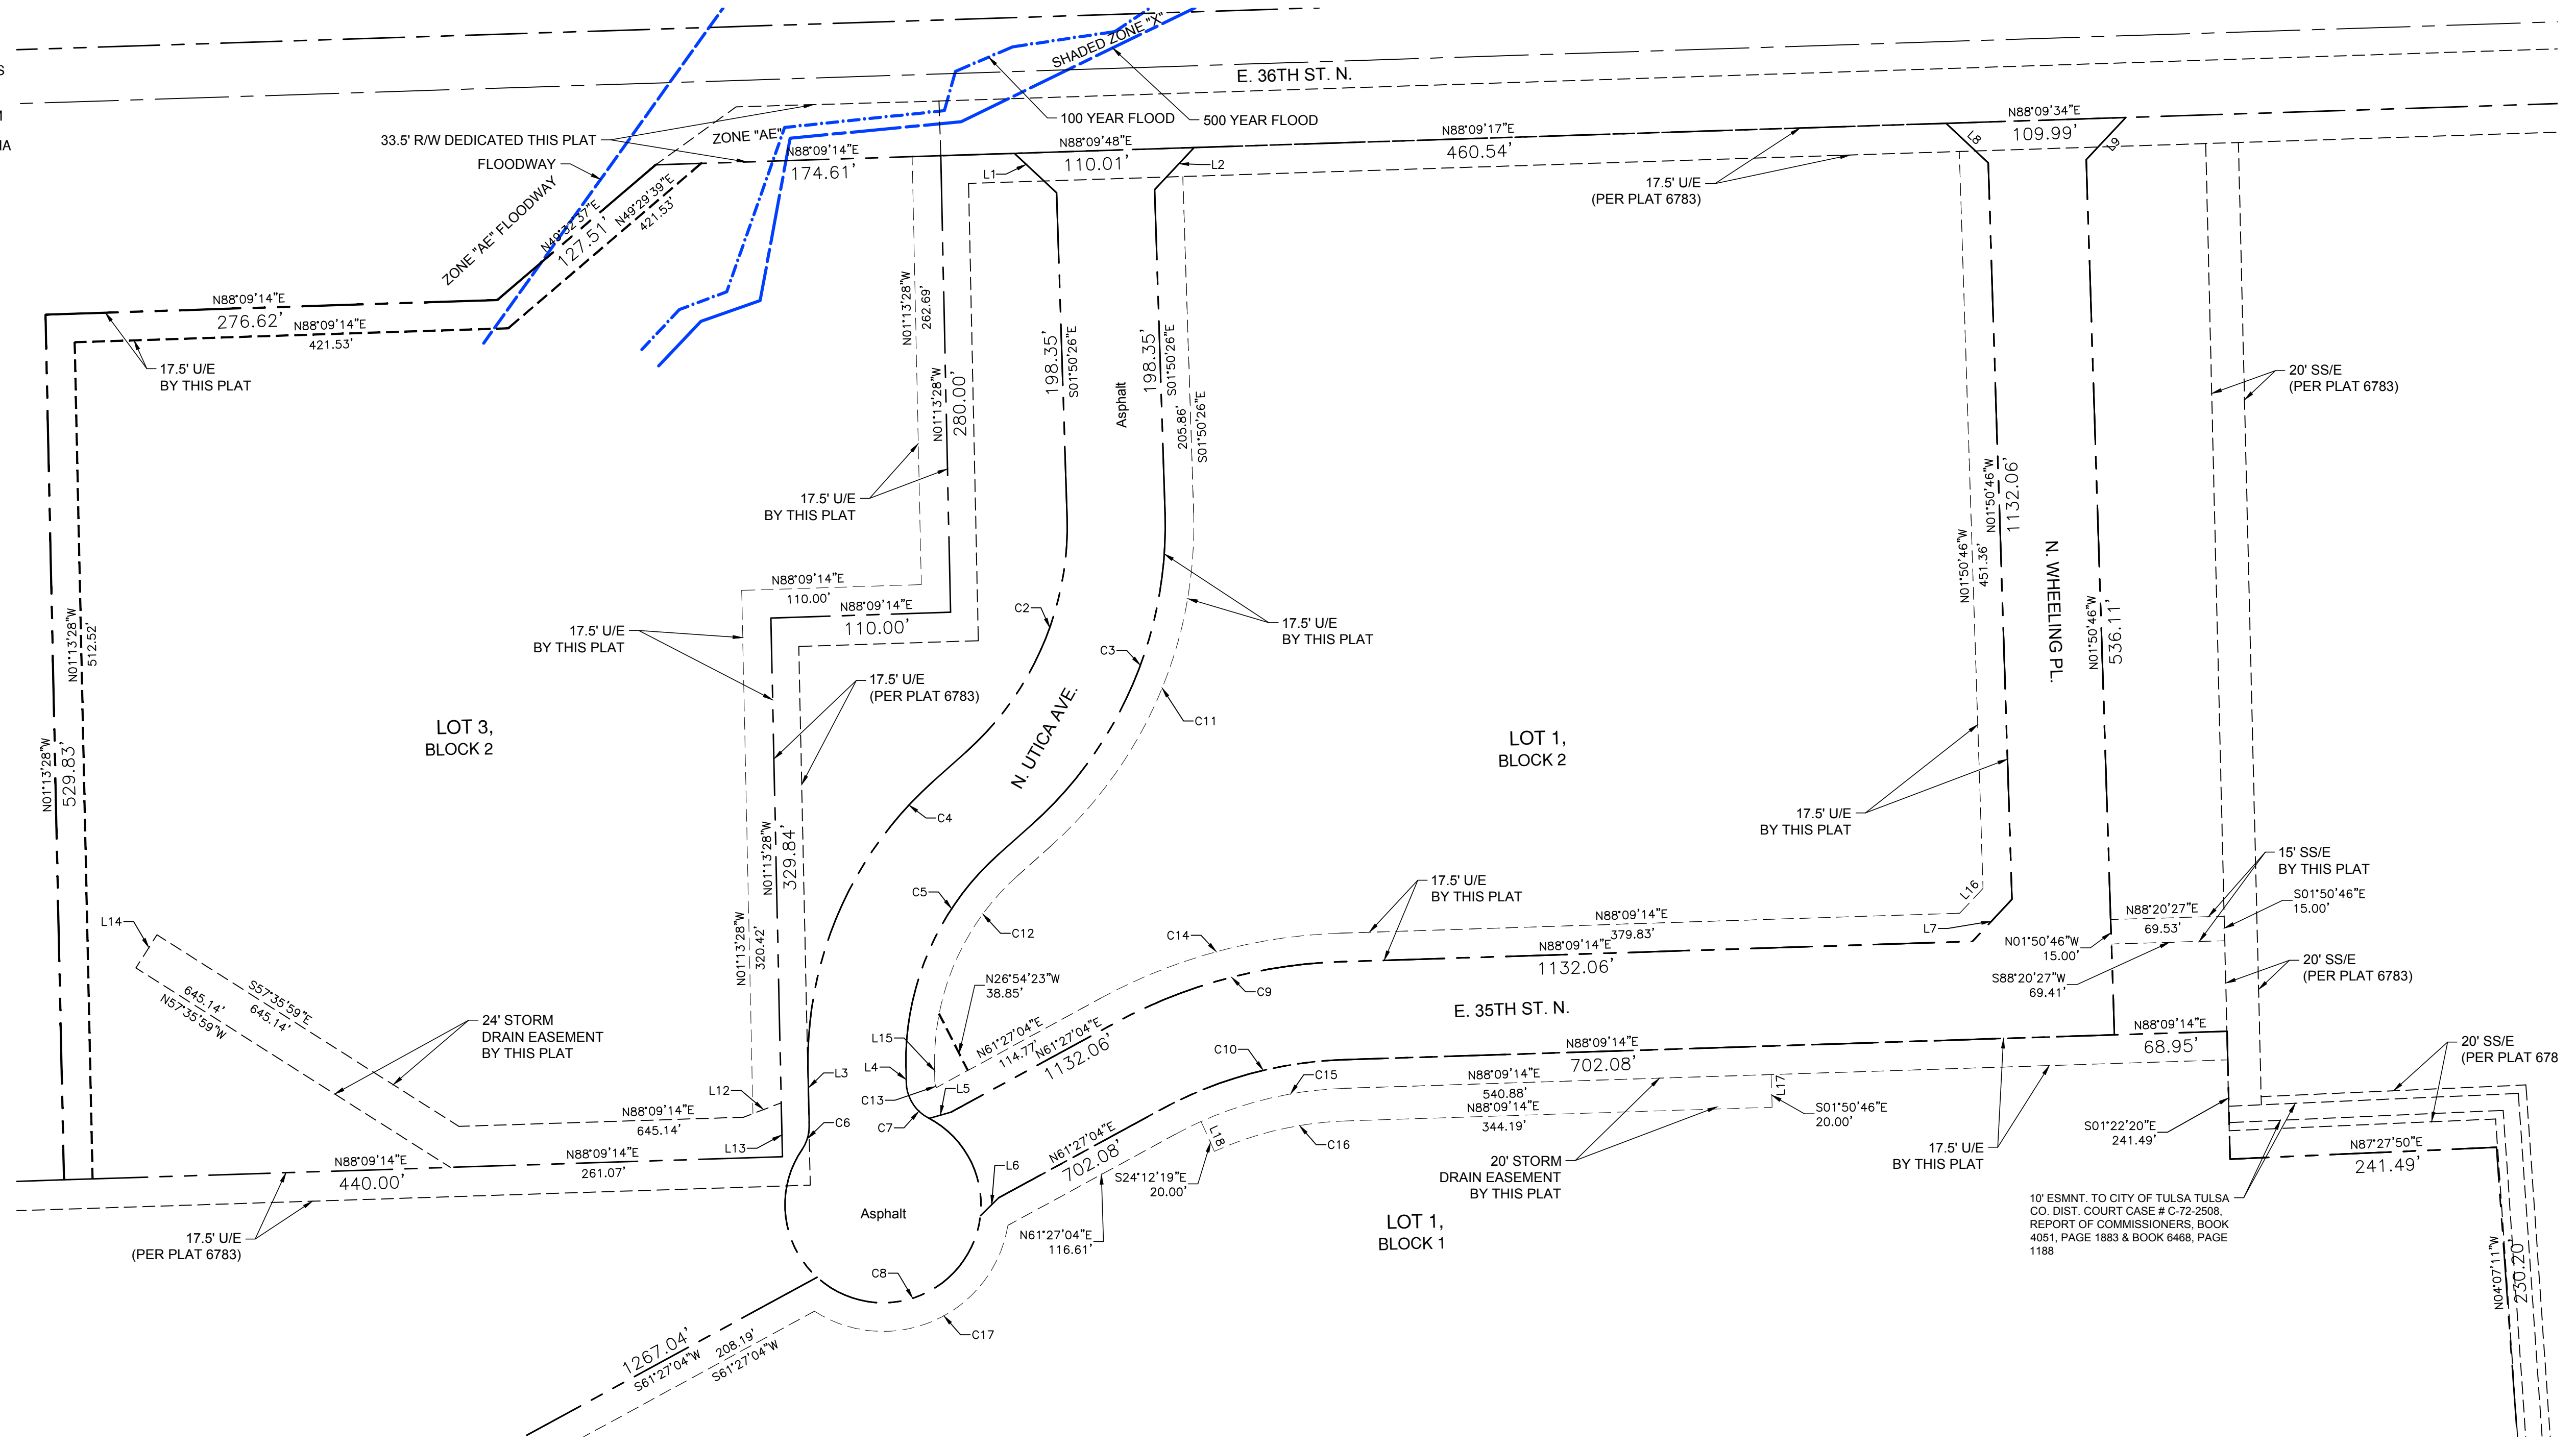 S
M
IA
E. 36TH ST. N.
SHADED ZONE "X"
100 YEAR FLOOD
500 YEAR FLOOD
33.5' R/W DEDICATED THIS PLAT
ZONE "AE"
FLOODWAY
ZONE "AE" FLOODWAY
N88°09'14"E
174.61'
N88°09'48"E
110.01'
L1
L2
N88°09'17"E
460.54'
N88°09'34"E
109.99'
L8
L9
17.5' U/E
(PER PLAT 6783)
N49°32'37"E
127.51'
N49°29'39"E
421.53'
N88°09'14"E
276.62'
N88°09'14"E
421.53'
17.5' U/E
BY THIS PLAT
N01°13'28"W
262.69'
N01°13'28"W
280.00'
198.35'
S01°50'26"E
Asphalt
198.35'
S01°50'26"E
205.86'
S01°50'26"E
20' SS/E
(PER PLAT 6783)
17.5' U/E
BY THIS PLAT
N01°50'46"W
1132.06'
N01°50'46"W
451.36'
N. WHEELING PL.
N01°50'46"W
536.11'
N88°09'14"E
110.00'
N88°09'14"E
110.00'
C2
C3
17.5' U/E
BY THIS PLAT
17.5' U/E
BY THIS PLAT
N01°13'28"W
512.52'
N01°13'28"W
529.83'
17.5' U/E
(PER PLAT 6783)
N. UTICA AVE.
C11
LOT 3,
BLOCK 2
LOT 1,
BLOCK 2
C4
17.5' U/E
BY THIS PLAT
N01°13'28"W
329.84'
N01°13'28"W
320.42'
C5
C12
17.5' U/E
BY THIS PLAT
L16
15' SS/E
BY THIS PLAT
S01°50'46"E
15.00'
N88°20'27"E
69.53'
L14
C14
N88°09'14"E
379.83'
L7
N01°50'46"W
15.00'
N88°09'14"E
1132.06'
S88°20'27"W
69.41'
20' SS/E
(PER PLAT 6783)
N26°54'23"W
38.85'
C9
E. 35TH ST. N.
645.14'
N57°35'59"W
S57°35'59"E
645.14'
24' STORM
DRAIN EASEMENT
BY THIS PLAT
L15
N61°27'04"E
114.77'
N61°27'04"E
1132.06'
C10
N88°09'14"E
702.08'
N88°09'14"E
68.95'
20' SS/E
(PER PLAT 678
L3
L4
L5
C13
C15
N88°09'14"E
540.88'
L17
L12
N88°09'14"E
645.14'
C6
C7
N88°09'14"E
344.19'
S01°50'46"E
20.00'
S01°22'20"E
241.49'
L13
L18
C16
N61°27'04"E
702.08'
17.5' U/E
BY THIS PLAT
N88°09'14"E
440.00'
N88°09'14"E
261.07'
L6
S24°12'19"E
20.00'
20' STORM
DRAIN EASEMENT
BY THIS PLAT
N87°27'50"E
241.49'
10' ESMNT. TO CITY OF TULSA TULSA
CO. DIST. COURT CASE # C-72-2508,
REPORT OF COMMISSIONERS, BOOK
4051, PAGE 1883 & BOOK 6468, PAGE
1188
Asphalt
N61°27'04"E
116.61'
LOT 1,
BLOCK 1
17.5' U/E
(PER PLAT 6783)
C8
N04°07'11"W
230.20'
C17
1267.04'
S61°27'04"W
208.19'
S61°27'04"W